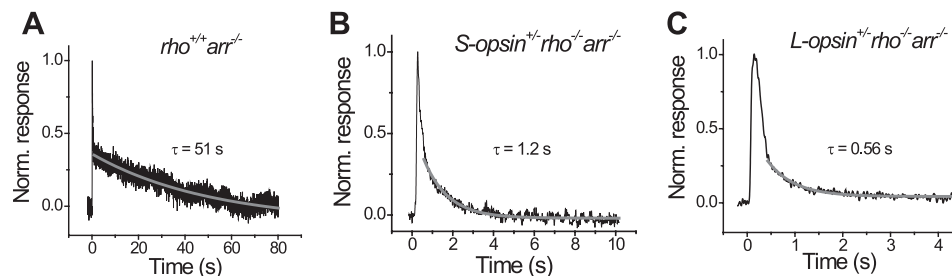 A
rho+/+arr-/-
Norm. response
1.0
0.5
0.0
τ = 51 s
0 20 40 60 80
Time (s)
B
S-opsin+/-rho-/-arr-/-
Norm. response
1.0
0.5
0.0
τ = 1.2 s
0 2 4 6 8 10
Time (s)
C
L-opsin+/-rho-/-arr-/-
Norm. response
1.0
0.5
0.0
τ = 0.56 s
0 1 2 3 4
Time (s)